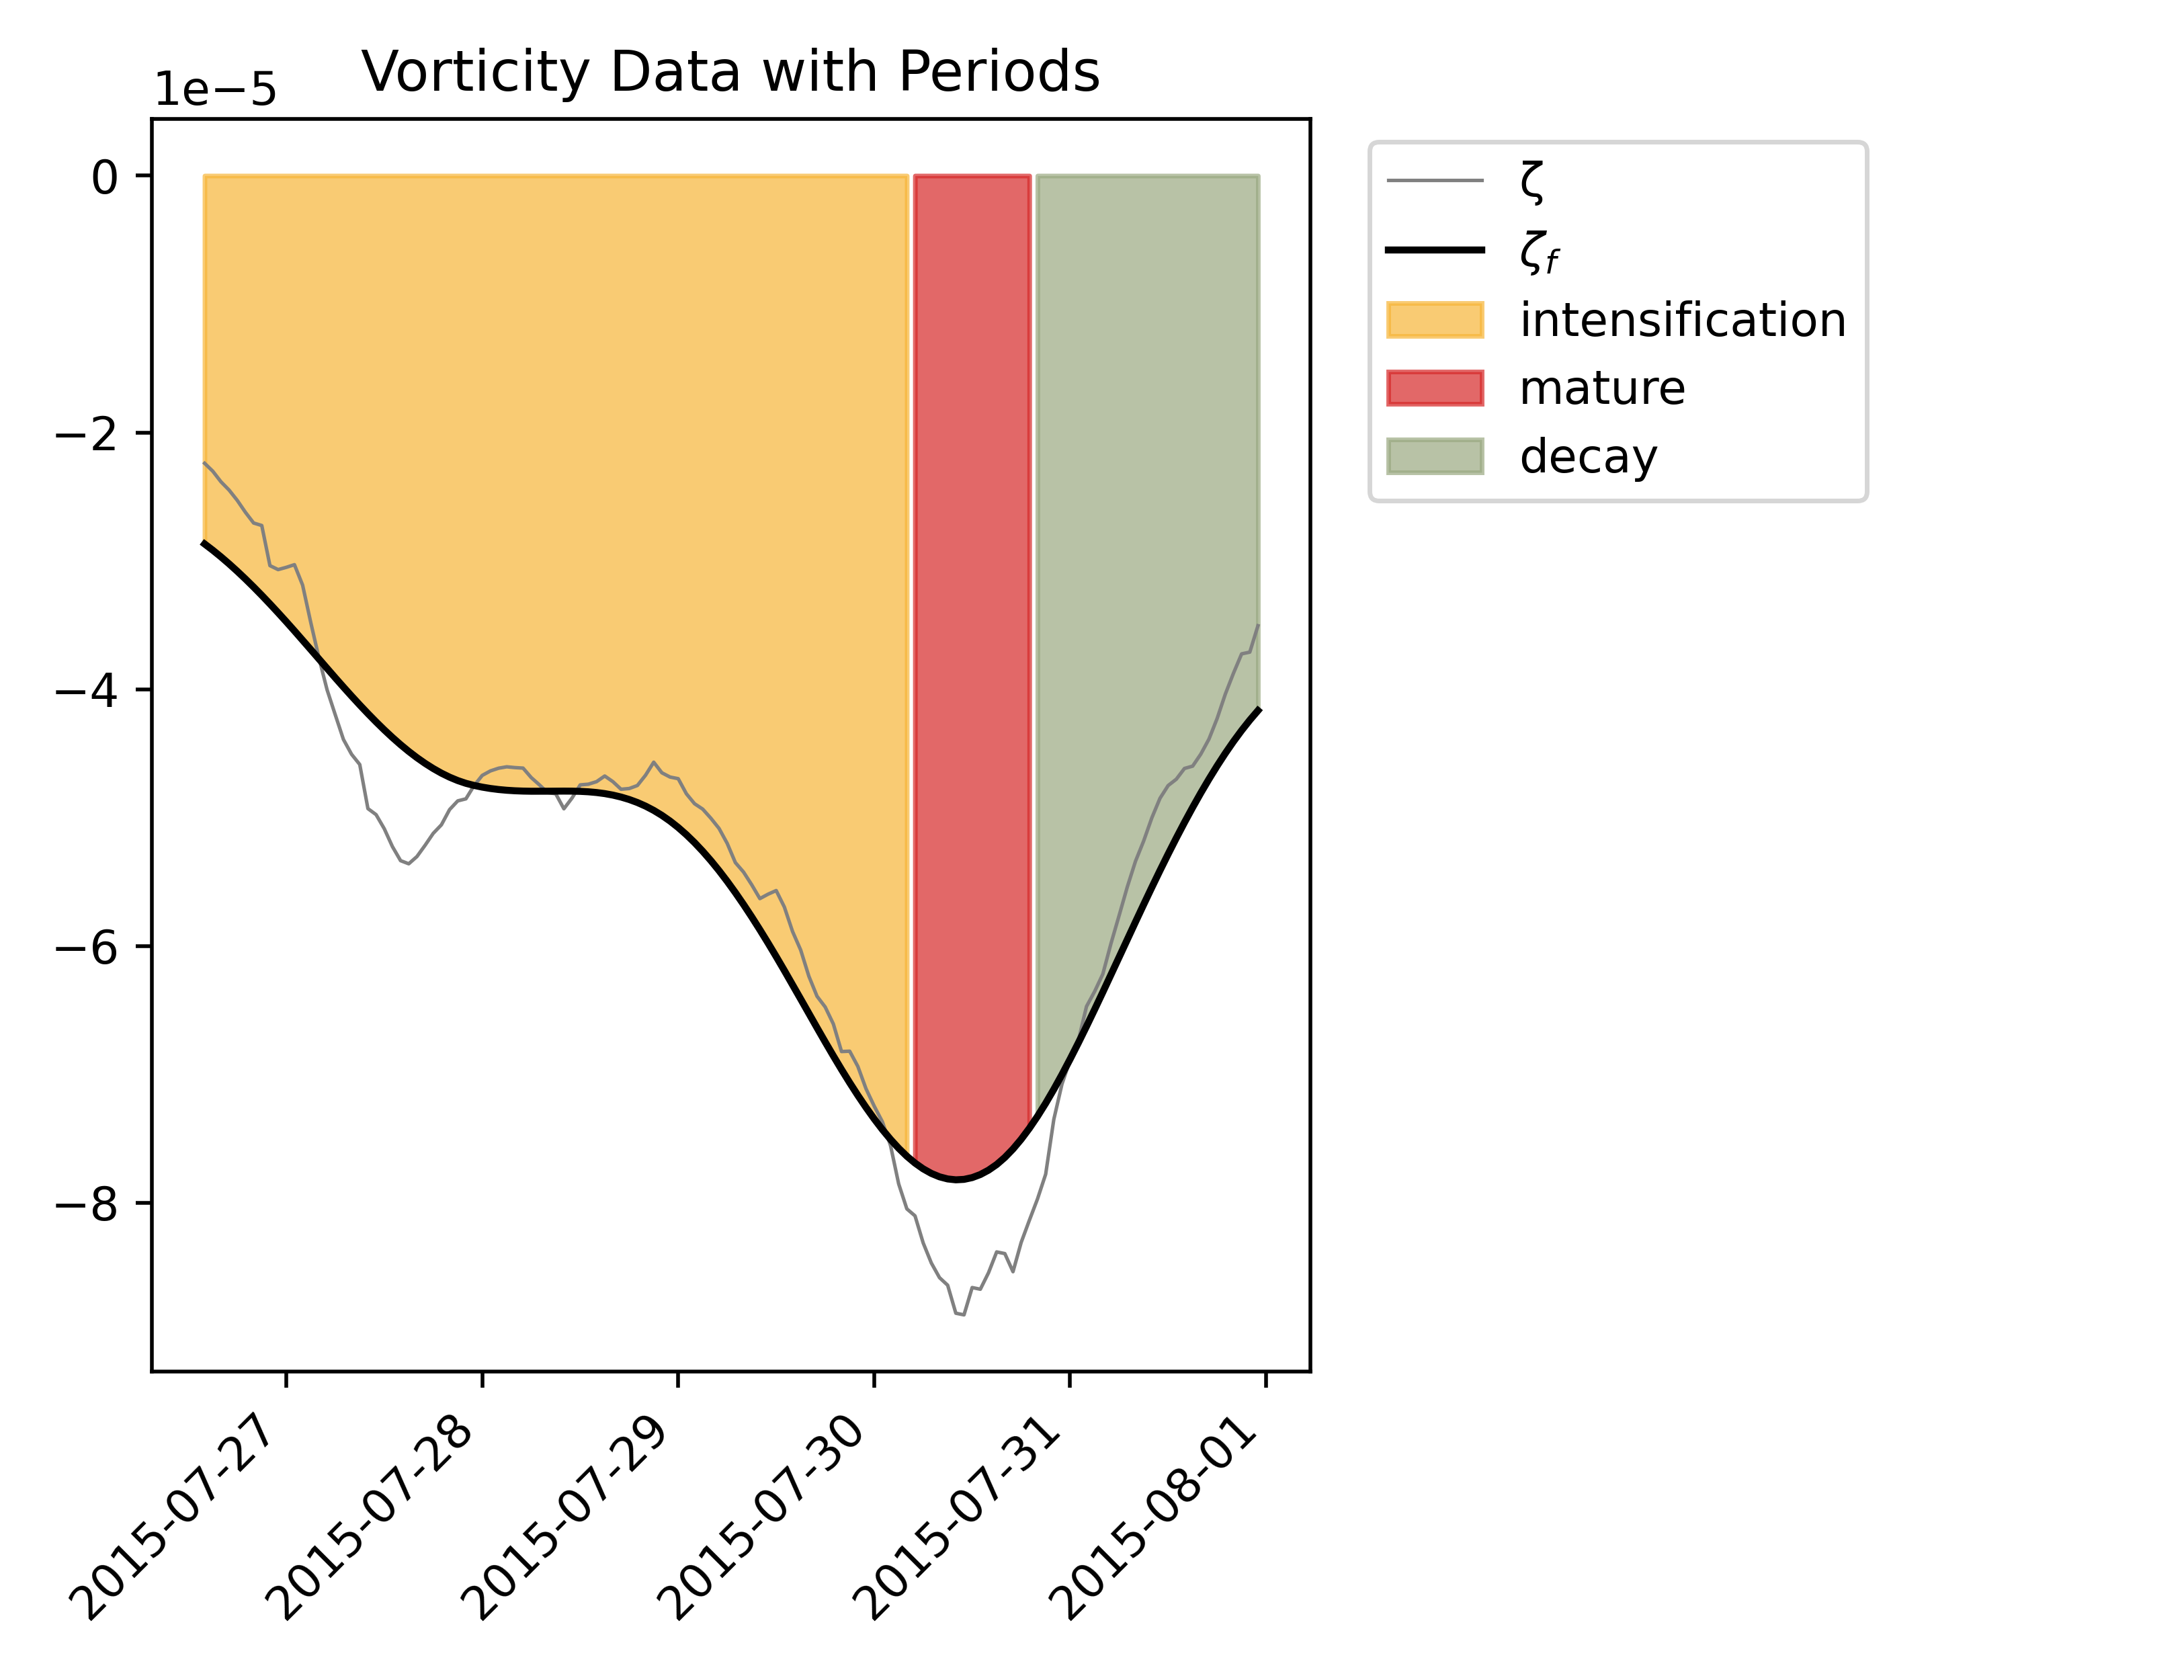 Vorticity Data with Periods
1e−5
0
−2
−4
−6
−8
2015-07-27
2015-07-28
2015-07-29
2015-07-30
2015-07-31
2015-08-01
ζ
ζf
intensification
mature
decay